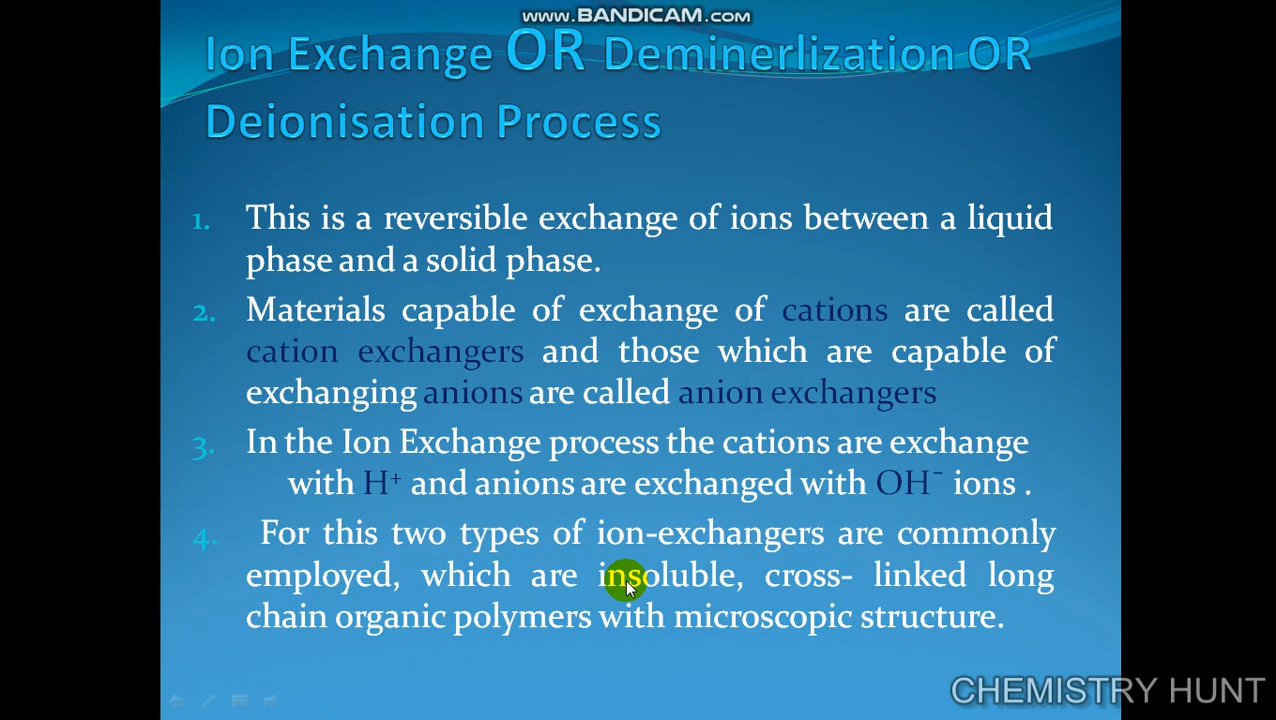 www.BANDICAM.com
Ion Exchange OR Deminerlization OR
Deionisation Process
1. This is a reversible exchange of ions between a liquid
phase and a solid phase.
2. Materials capable of exchange of cations are called
cation exchangers and those which are capable of
exchanging anions are called anion exchangers
3. In the Ion Exchange process the cations are exchange
with H⁺ and anions are exchanged with OH⁻ ions .
4. For this two types of ion-exchangers are commonly
employed, which are insoluble, cross- linked long
chain organic polymers with microscopic structure.
CHEMISTRY HUNT